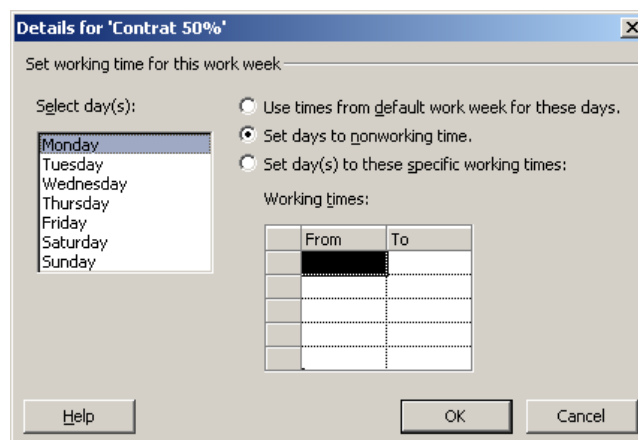 Details for 'Contrat 50%'
Set working time for this work week
Select day(s):
Monday
Tuesday
Wednesday
Thursday
Friday
Saturday
Sunday
Use times from default work week for these days.
Set days to nonworking time.
Set day(s) to these specific working times:
Working times:
From To
Help OK Cancel